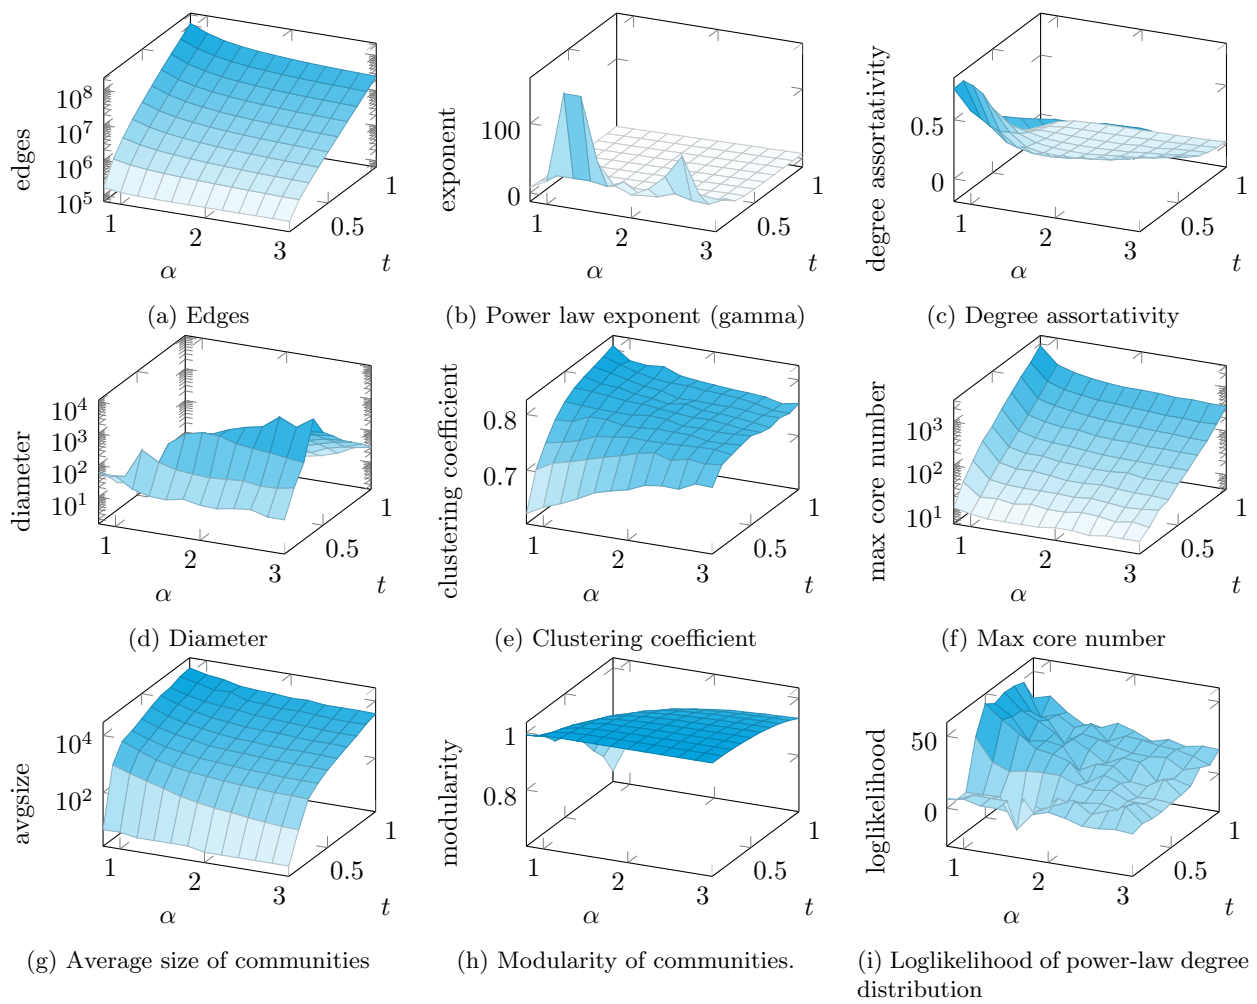 10^8
10^7
10^6
10^5
edges
1
2
3
α
0.5
1
t
(a) Edges
100
0
exponent
1
2
3
α
0.5
1
t
(b) Power law exponent (gamma)
0.5
0
degree assortativity
1
2
3
α
0.5
1
t
(c) Degree assortativity
10^4
10^3
10^2
10^1
diameter
1
2
3
α
0.5
1
t
(d) Diameter
0.8
0.7
clustering coefficient
1
2
3
α
0.5
1
t
(e) Clustering coefficient
10^3
10^2
10^1
max core number
1
2
3
α
0.5
1
t
(f) Max core number
10^4
10^2
avgsize
1
2
3
α
0.5
1
t
(g) Average size of communities
1
0.8
modularity
1
2
3
α
0.5
1
t
(h) Modularity of communities.
50
0
loglikelihood
1
2
3
α
0.5
1
t
(i) Loglikelihood of power-law degree
distribution